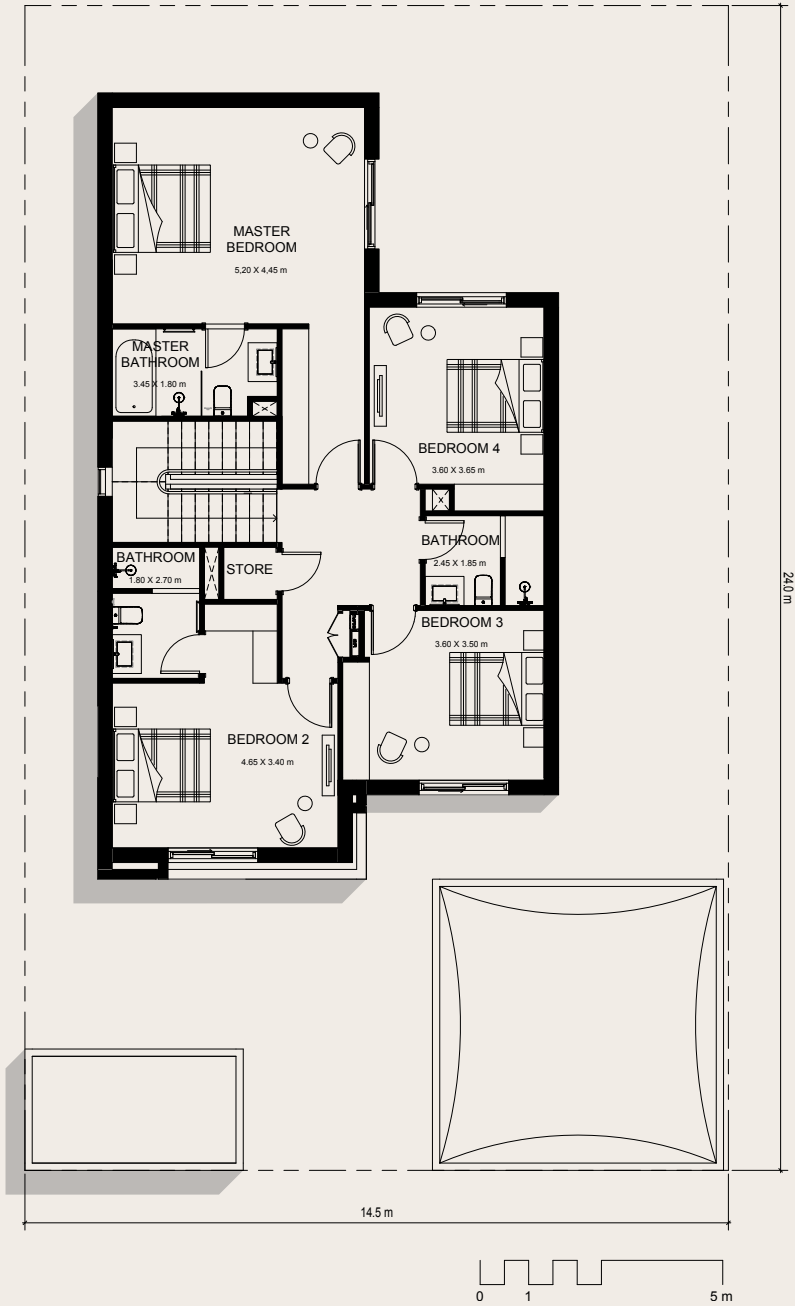 MASTER
BEDROOM
5,20 X 4,45 m
MASTER
BATHROOM
3.45 X 1.80 m
BEDROOM 4
3.60 X 3.65 m
BATHROOM
2.45 X 1.85 m
BATHROOM
1.80 X 2.70 m
STORE
BEDROOM 3
3.60 X 3.50 m
BEDROOM 2
4.65 X 3.40 m
24.0 m
14.5 m
0 1 5 m